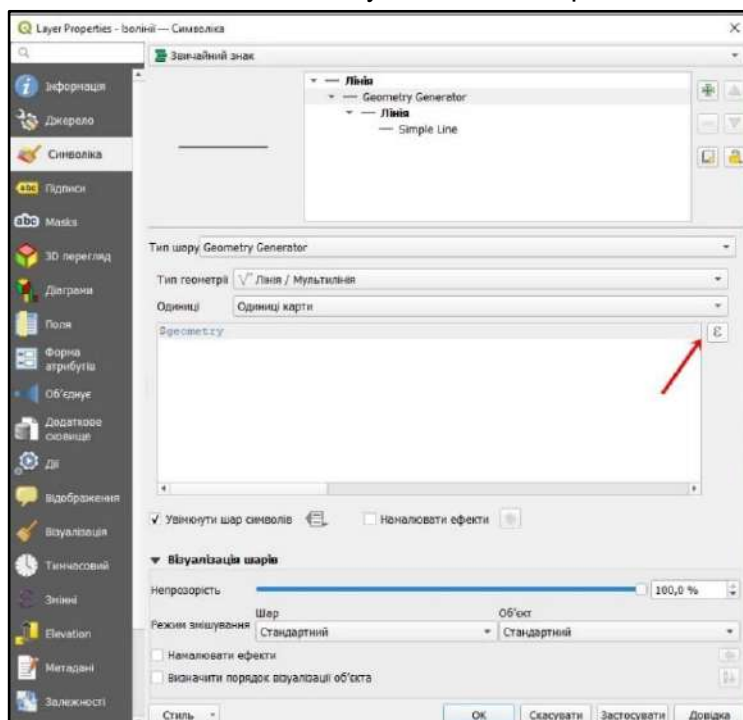 Layer Properties - Ізолінії — Символіка
Звичайний знак
Інформація
Джерело
Символіка
Підписи
Masks
3D перегляд
Діаграми
Поля
Форма
атрибутів
Об'єднує
Додаткове
сховище
Дії
Відображення
Візуалізація
Тимчасовий
Змінні
Elevation
Метадані
Залежності
Лінія
Geometry Generator
Лінія
Simple Line
Тип шару Geometry Generator
Тип геометрії Лінія / Мультилінія
Одиниці Одиниці карти
$geometry
ε
Увімкнути шар символів Намалювати ефекти
Візуалізація шарів
Непрозорість 100,0 %
Шар Об'єкт
Режим змішування Стандартний Стандартний
Намалювати ефекти
Визначити порядок візуалізації об'єкта
Стиль OK Скасувати Застосувати Довідка